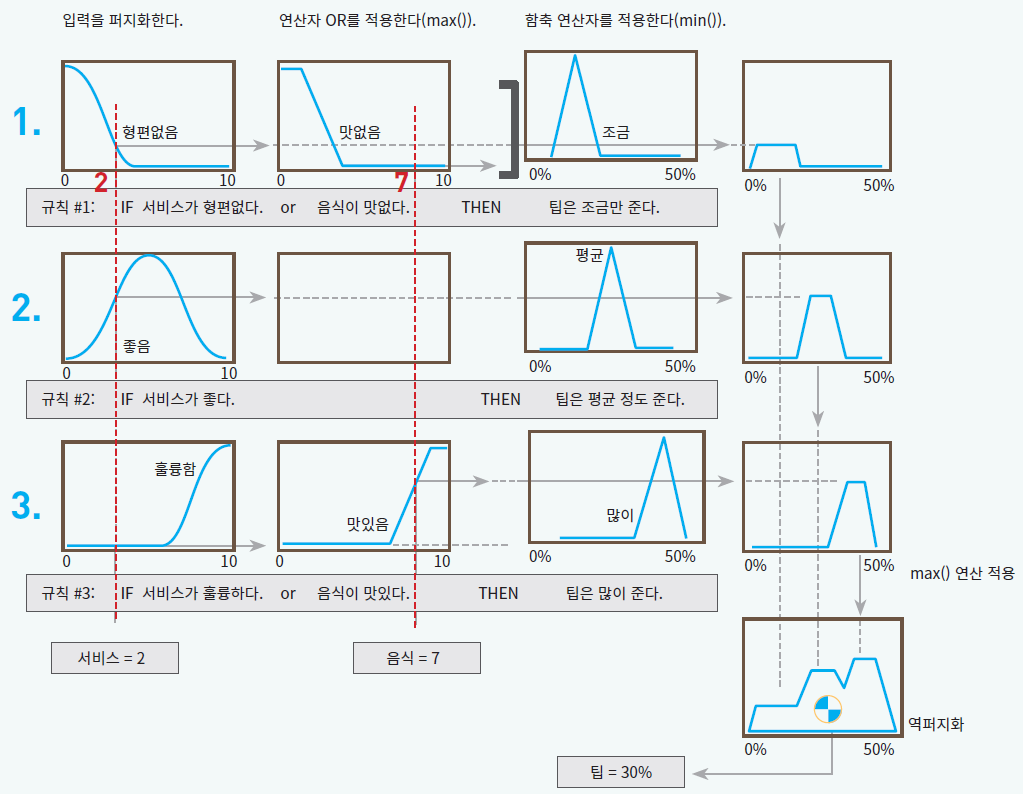 입력을 퍼지화한다. 연산자 OR를 적용한다(max()). 함축 연산자를 적용한다(min()).
1.
형편없음
맛없음
조금
0 2 10
0 7 10
0% 50%
0% 50%
규칙 #1: IF 서비스가 형편없다. or 음식이 맛없다. THEN 팁은 조금만 준다.
2.
좋음
평균
0 10
0% 50%
0% 50%
규칙 #2: IF 서비스가 좋다. THEN 팁은 평균 정도 준다.
3.
훌륭함
맛있음
많이
0 10
0 10
0% 50%
0% 50%
규칙 #3: IF 서비스가 훌륭하다. or 음식이 맛있다. THEN 팁은 많이 준다.
max() 연산 적용
서비스 = 2
음식 = 7
역퍼지화
0% 50%
팁 = 30%